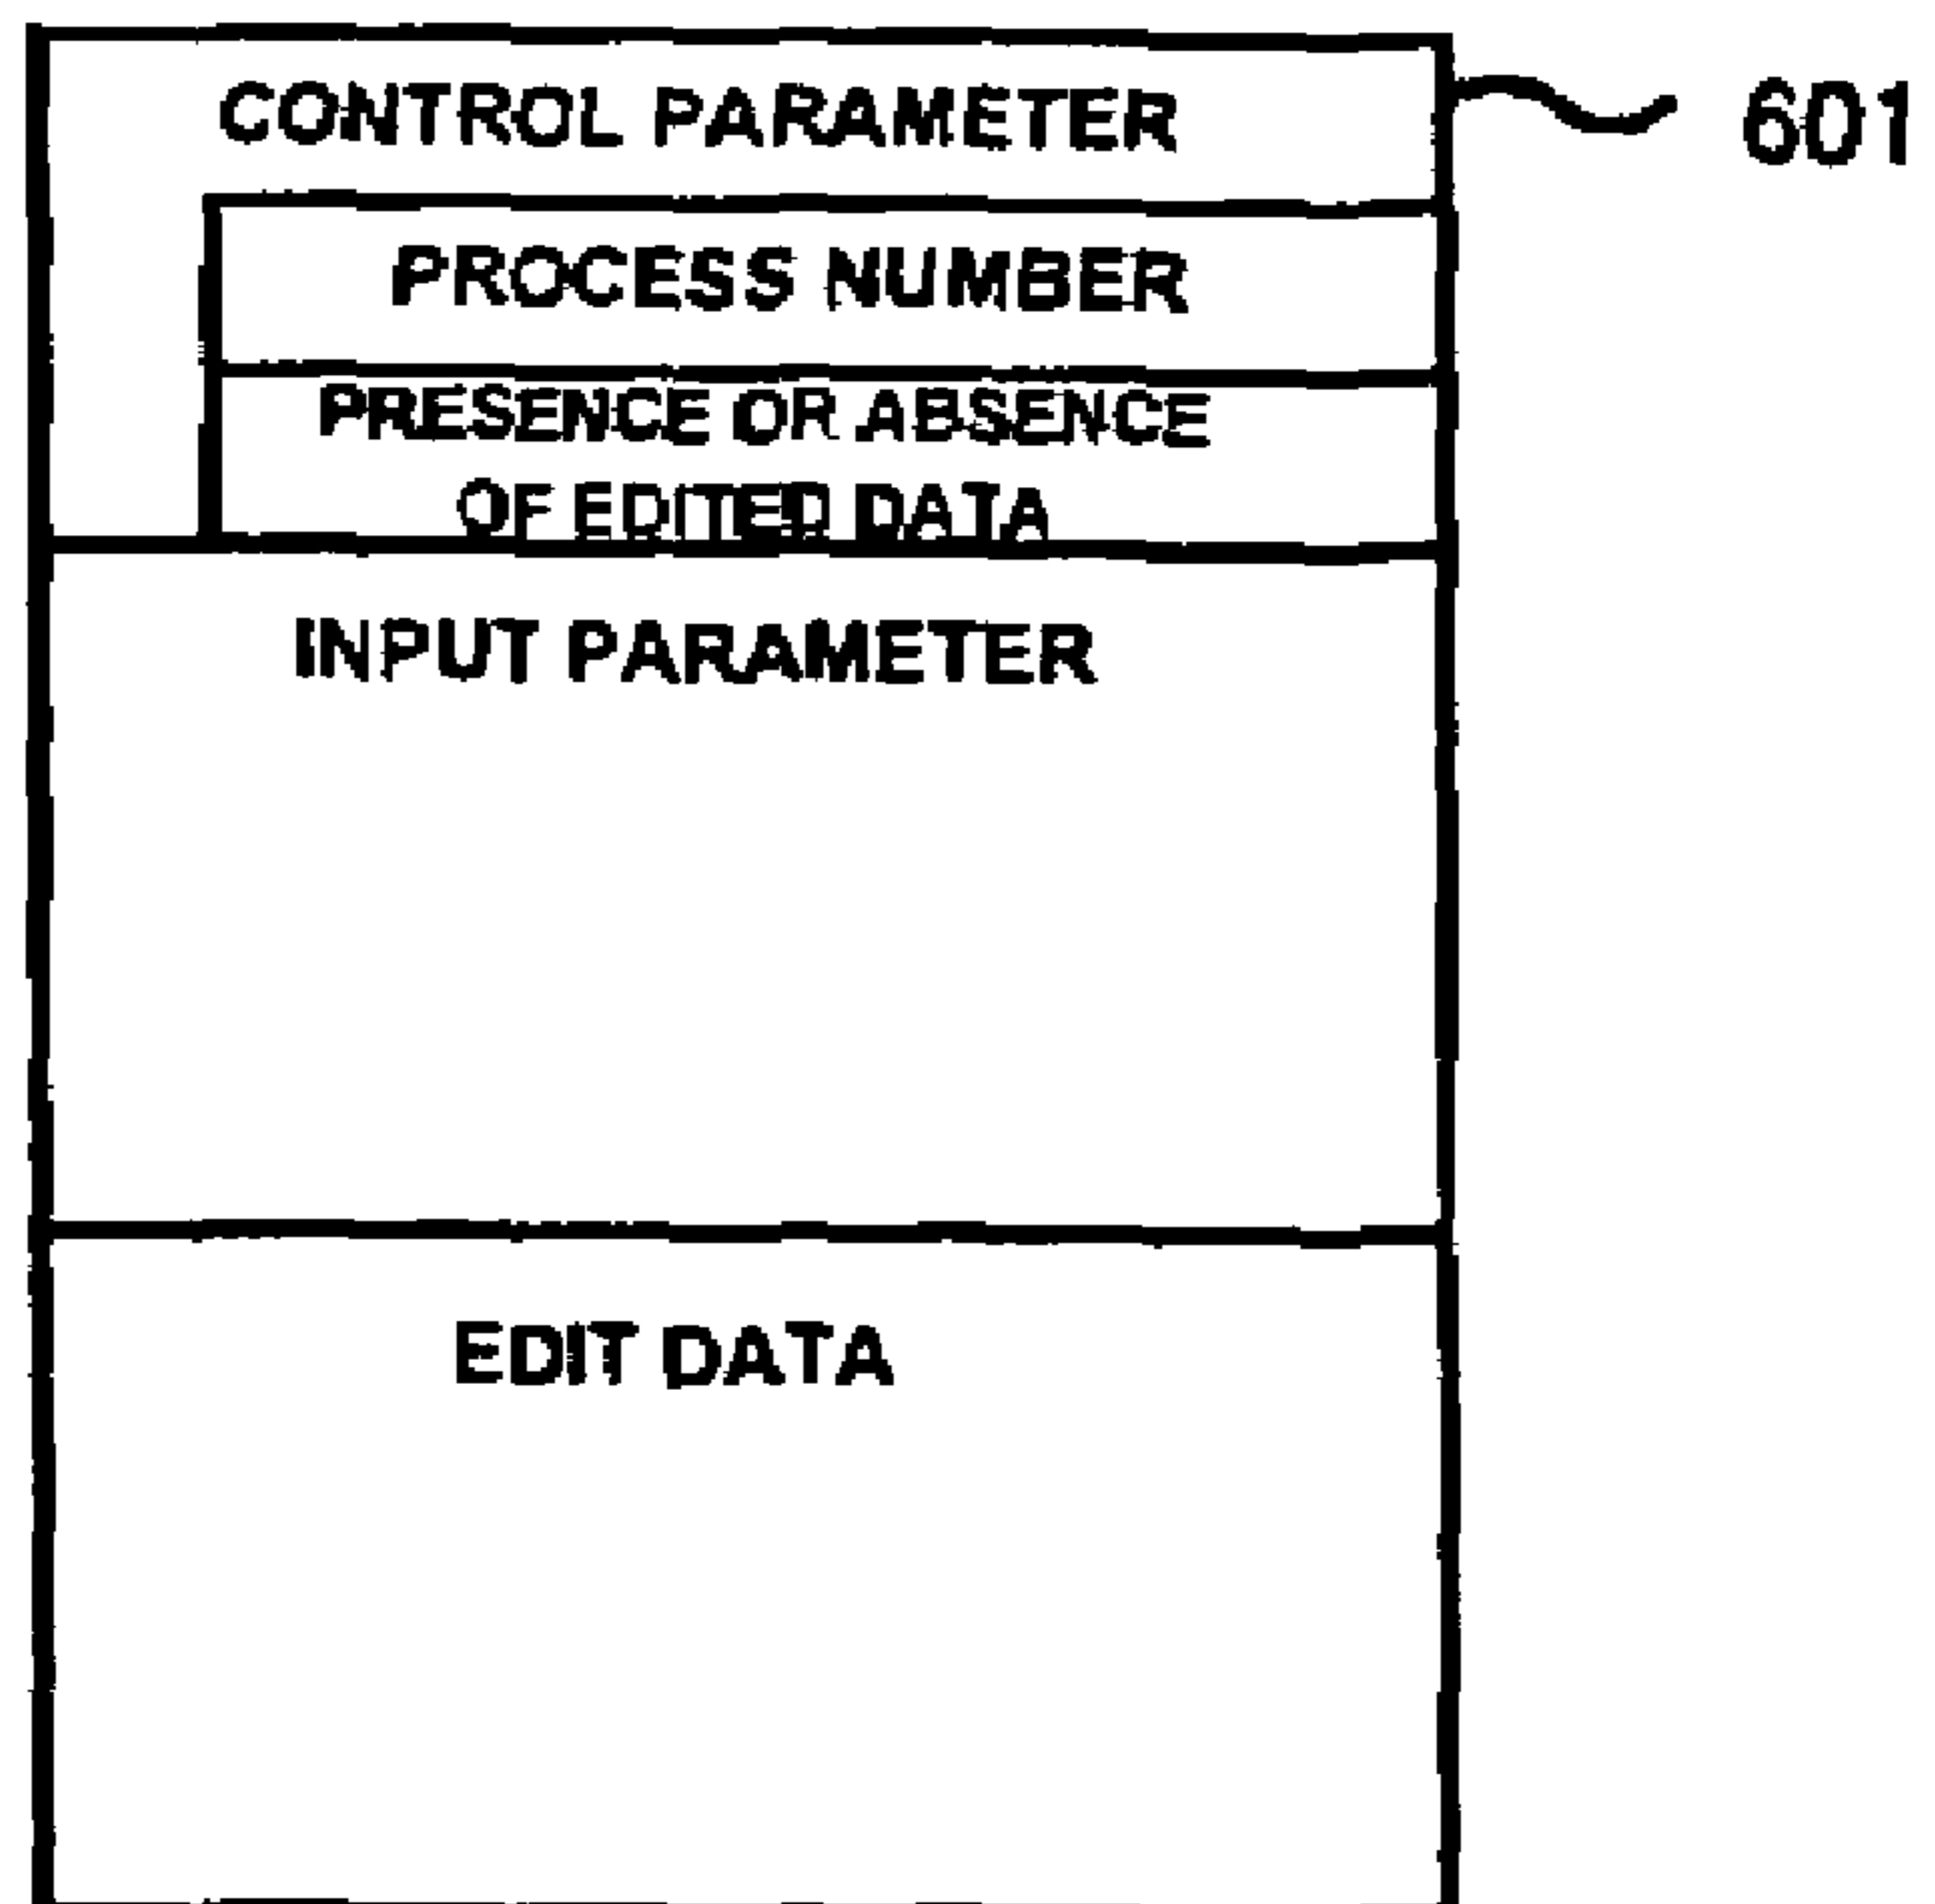 CONTROL PARAMETER 601
PROCESS NUMBER
PRESENCE OR ABSENCE
OF EDITED DATA
INPUT PARAMETER
EDIT DATA